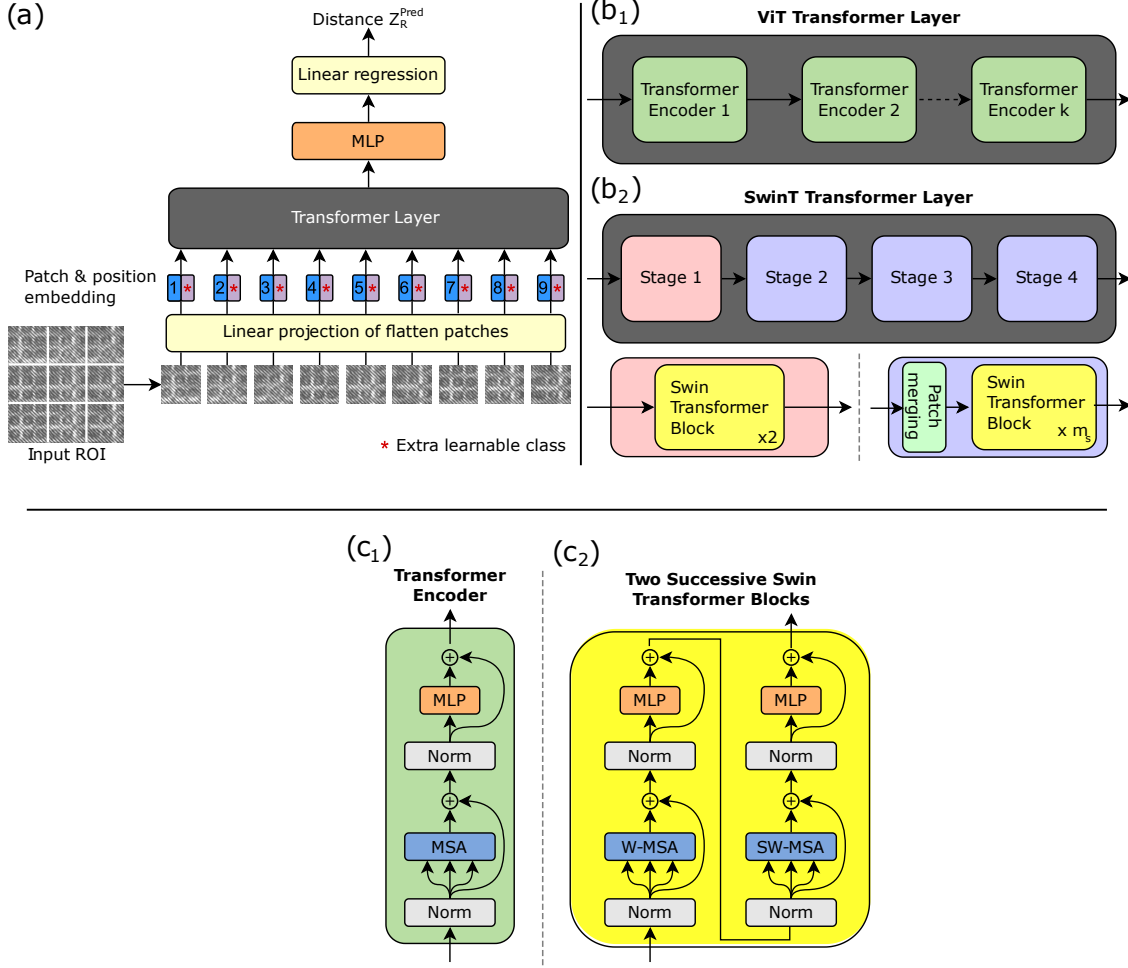 (a)
Distance Z_R^Pred
Linear regression
MLP
Transformer Layer
Patch & position
embedding
1 * 2 * 3 * 4 * 5 * 6 * 7 * 8 * 9 *
Linear projection of flatten patches
Input ROI
* Extra learnable class
(b1)
ViT Transformer Layer
Transformer
Encoder 1
Transformer
Encoder 2
Transformer
Encoder k
(b2)
SwinT Transformer Layer
Stage 1
Stage 2
Stage 3
Stage 4
Swin
Transformer
Block
x2
Patch
merging
Swin
Transformer
Block
x ms
(c1)
Transformer
Encoder
MLP
Norm
MSA
Norm
(c2)
Two Successive Swin
Transformer Blocks
MLP
Norm
W-MSA
Norm
MLP
Norm
SW-MSA
Norm